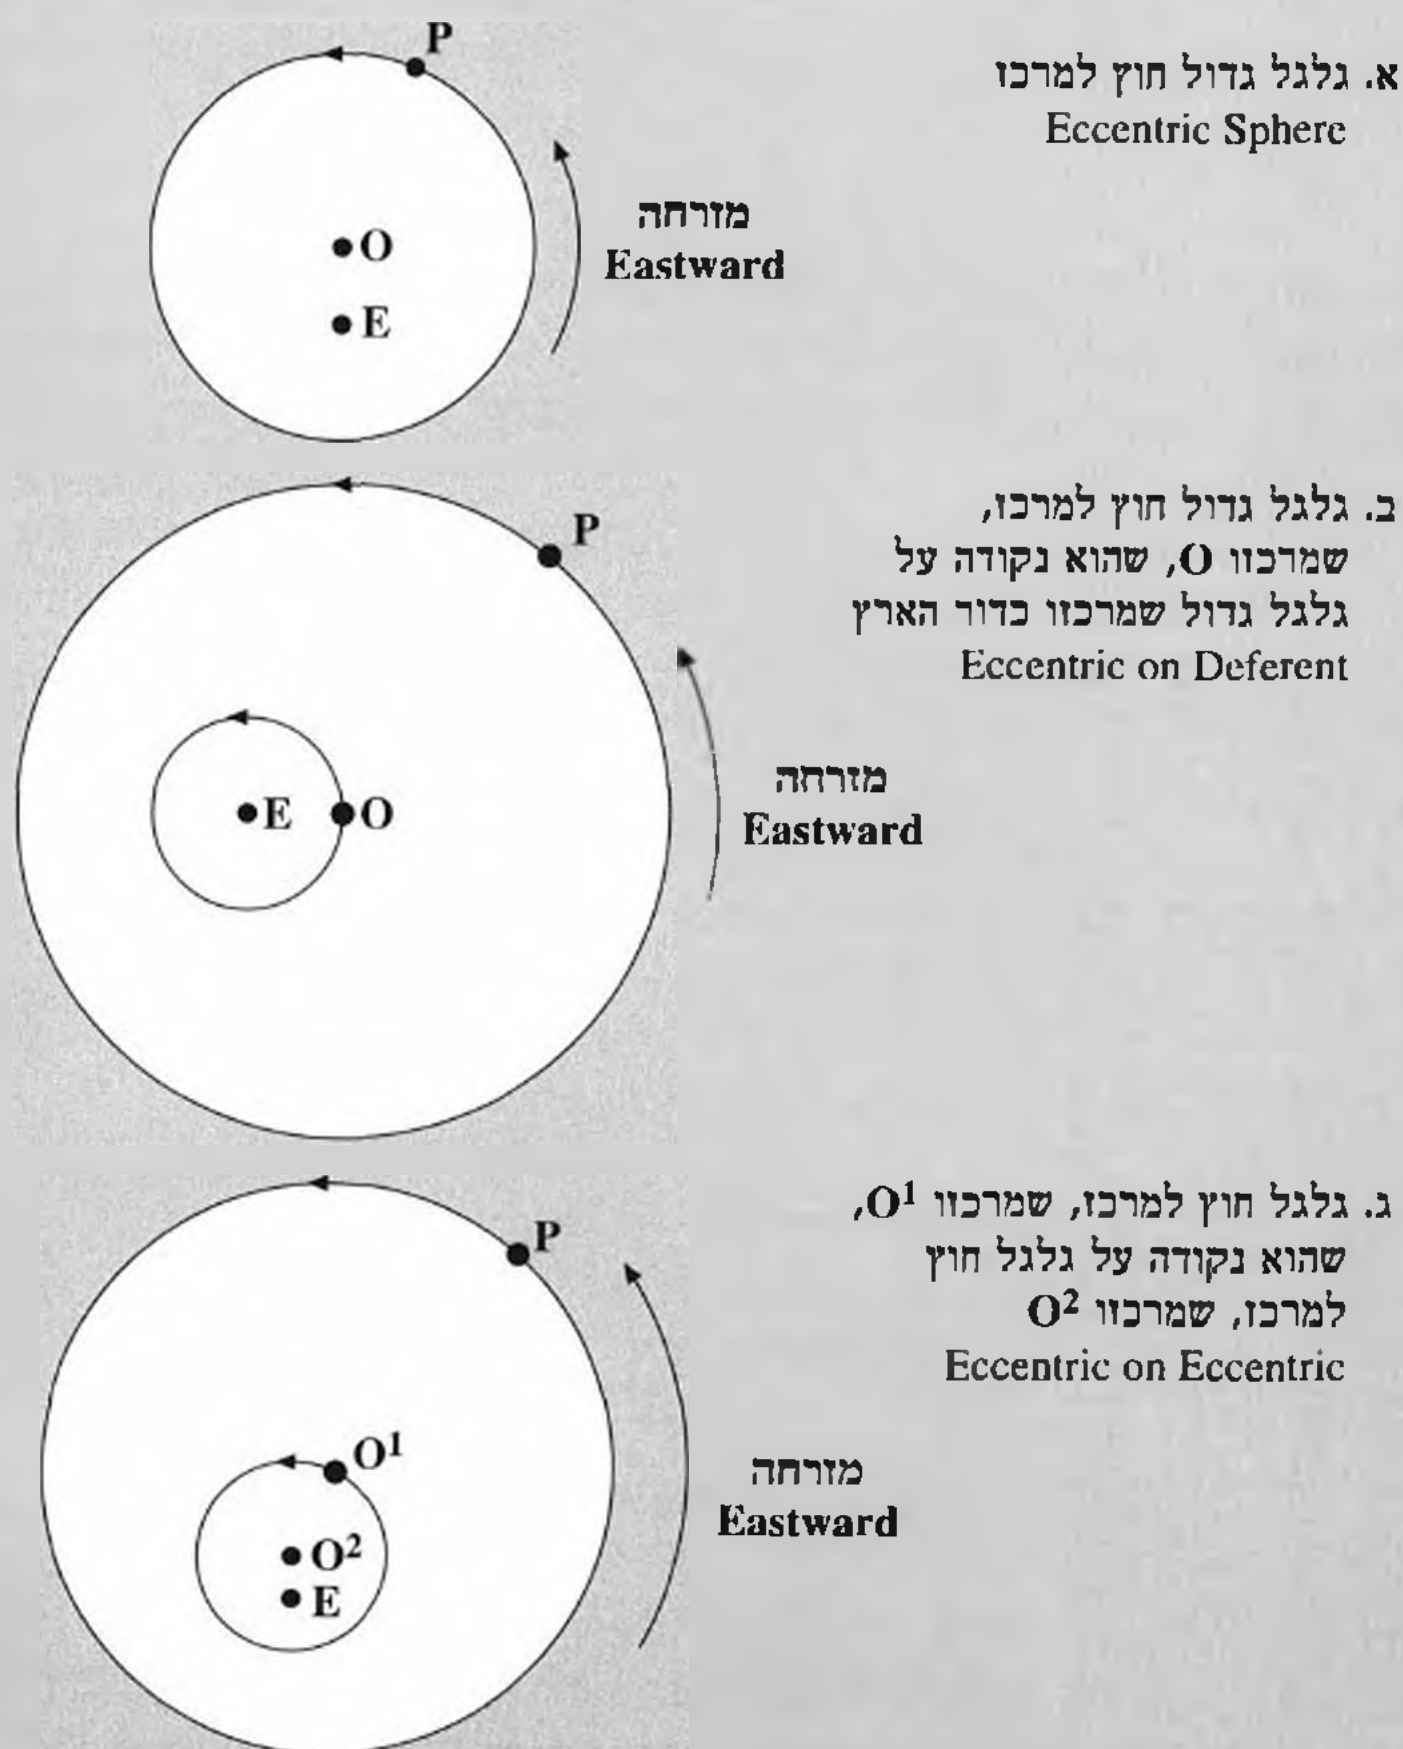 א. גלגל גדול חוץ למרכז
Eccentric Sphere
P
O
E
מזרחה
Eastward
ב. גלגל גדול חוץ למרכז,
שמרכזו O, שהוא נקודה על
גלגל גדול שמרכזו כדור הארץ
Eccentric on Deferent
P
E
O
מזרחה
Eastward
ג. גלגל חוץ למרכז, שמרכזו O¹,
שהוא נקודה על גלגל חוץ
למרכז, שמרכזו O²
Eccentric on Eccentric
P
O¹
O²
E
מזרחה
Eastward